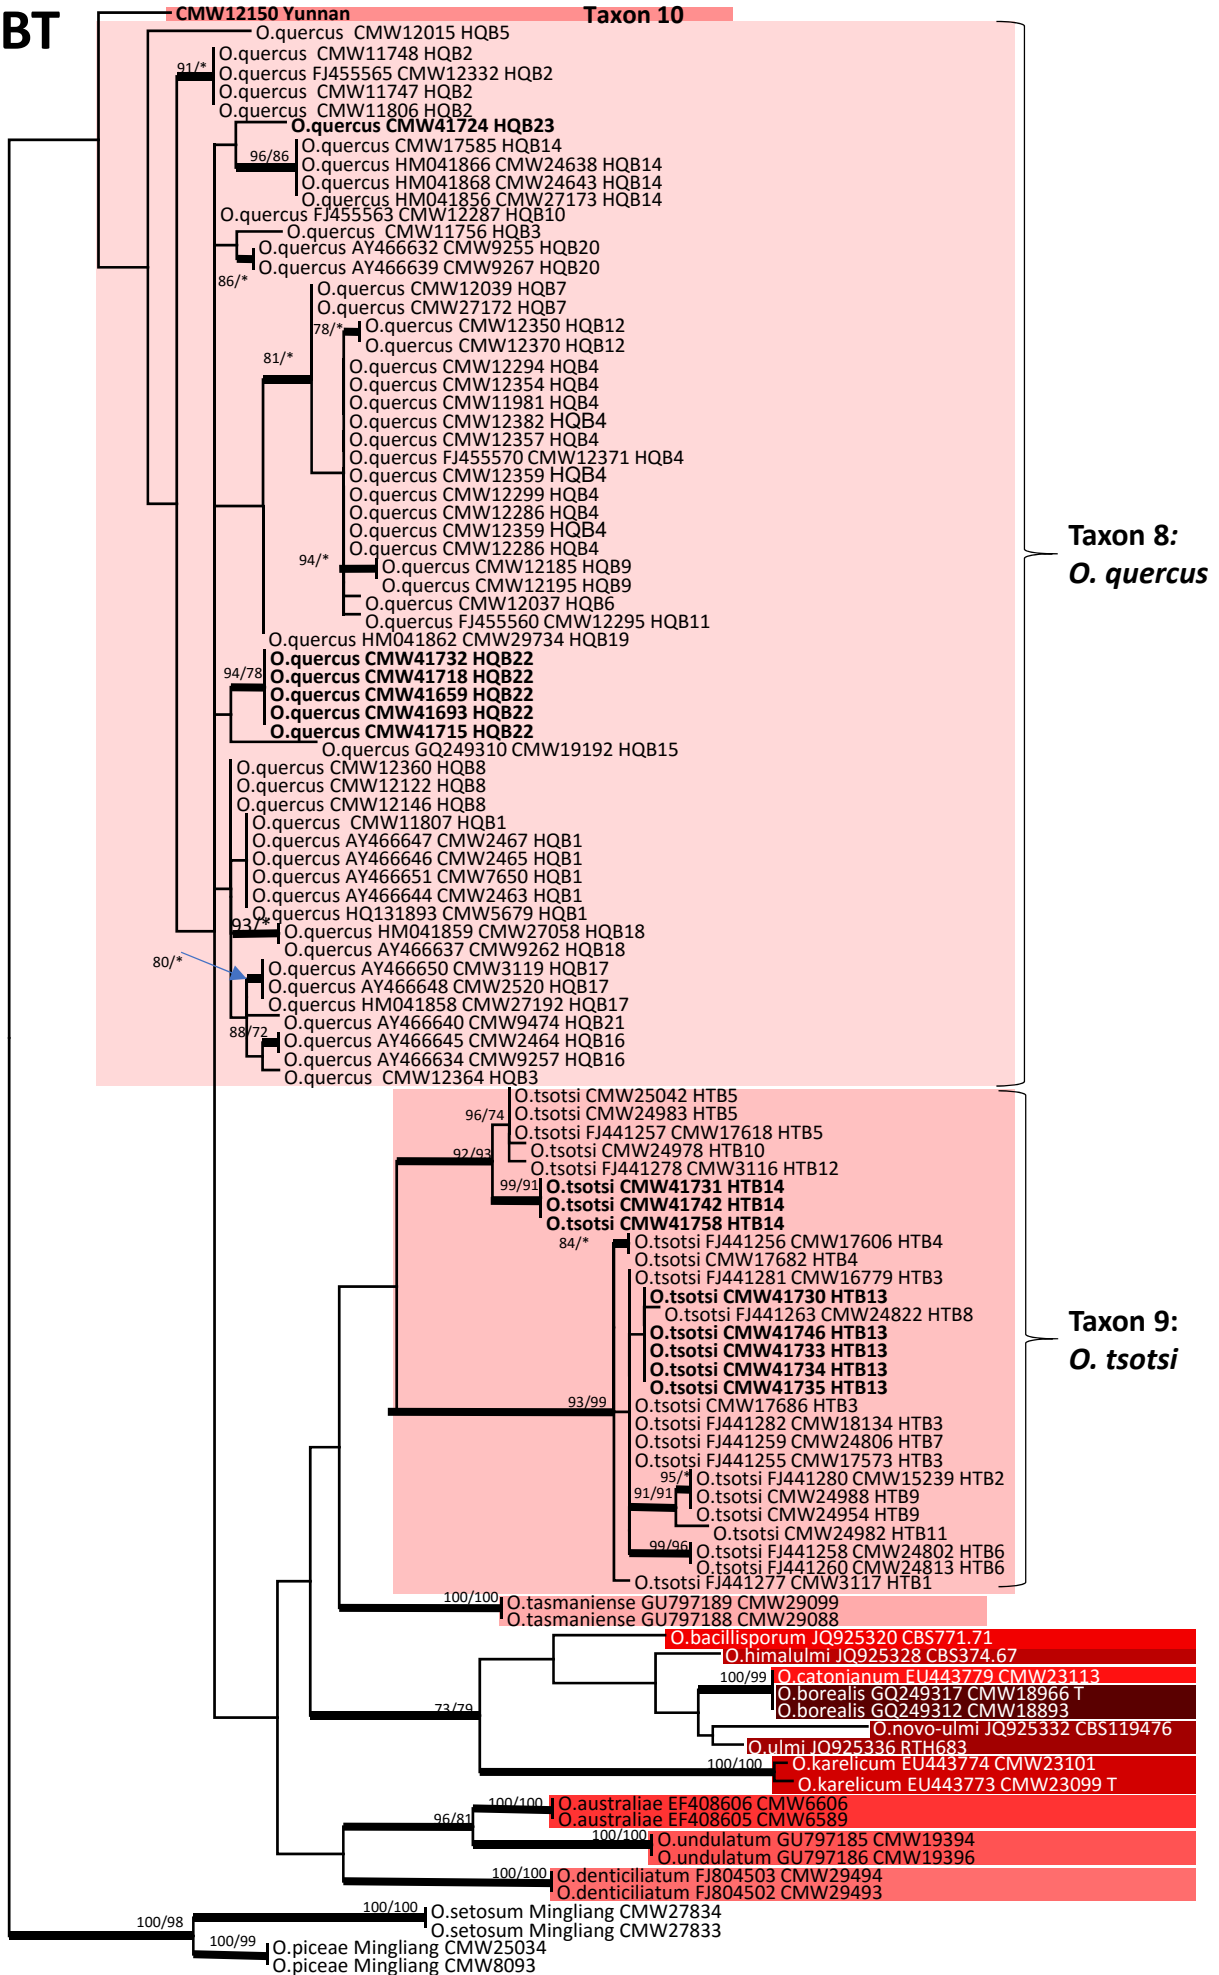 BT
CMW12150 Yunnan Taxon 10
O.quercus CMW12015 HQB5
O.quercus CMW11748 HQB2
91/* O.quercus FJ455565 CMW12332 HQB2
O.quercus CMW11747 HQB2
O.quercus CMW11806 HQB2
O.quercus CMW41724 HQB23
O.quercus CMW17585 HQB14
96/86 O.quercus HM041866 CMW24638 HQB14
O.quercus HM041868 CMW24643 HQB14
O.quercus HM041856 CMW27173 HQB14
O.quercus FJ455563 CMW12287 HQB10
O.quercus CMW11756 HQB3
O.quercus AY466632 CMW9255 HQB20
O.quercus AY466639 CMW9267 HQB20
86/*
O.quercus CMW12039 HQB7
O.quercus CMW27172 HQB7
78/* O.quercus CMW12350 HQB12
O.quercus CMW12370 HQB12
81/*
O.quercus CMW12294 HQB4
O.quercus CMW12354 HQB4
O.quercus CMW11981 HQB4
O.quercus CMW12382 HQB4
O.quercus CMW12357 HQB4
O.quercus FJ455570 CMW12371 HQB4
O.quercus CMW12359 HQB4
O.quercus CMW12299 HQB4
O.quercus CMW12286 HQB4
O.quercus CMW12359 HQB4
O.quercus CMW12286 HQB4
94/* O.quercus CMW12185 HQB9
O.quercus CMW12195 HQB9
O.quercus CMW12037 HQB6
O.quercus FJ455560 CMW12295 HQB11
O.quercus HM041862 CMW29734 HQB19
O.quercus CMW41732 HQB22
94/78 O.quercus CMW41718 HQB22
O.quercus CMW41659 HQB22
O.quercus CMW41693 HQB22
O.quercus CMW41715 HQB22
O.quercus GQ249310 CMW19192 HQB15
O.quercus CMW12360 HQB8
O.quercus CMW12122 HQB8
O.quercus CMW12146 HQB8
O.quercus CMW11807 HQB1
O.quercus AY466647 CMW2467 HQB1
O.quercus AY466646 CMW2465 HQB1
O.quercus AY466651 CMW7650 HQB1
O.quercus AY466644 CMW2463 HQB1
O.quercus HQ131893 CMW5679 HQB1
93/* O.quercus HM041859 CMW27058 HQB18
O.quercus AY466637 CMW9262 HQB18
80/* O.quercus AY466650 CMW3119 HQB17
O.quercus AY466648 CMW2520 HQB17
O.quercus HM041858 CMW27192 HQB17
O.quercus AY466640 CMW9474 HQB21
88/72 O.quercus AY466645 CMW2464 HQB16
O.quercus AY466634 CMW9257 HQB16
O.quercus CMW12364 HQB3
Taxon 8:
O. quercus
O.tsotsi CMW25042 HTB5
96/74 O.tsotsi CMW24983 HTB5
O.tsotsi FJ441257 CMW17618 HTB5
92/93 O.tsotsi CMW24978 HTB10
O.tsotsi FJ441278 CMW3116 HTB12
99/91 O.tsotsi CMW41731 HTB14
O.tsotsi CMW41742 HTB14
O.tsotsi CMW41758 HTB14
84/* O.tsotsi FJ441256 CMW17606 HTB4
O.tsotsi CMW17682 HTB4
O.tsotsi FJ441281 CMW16779 HTB3
O.tsotsi CMW41730 HTB13
O.tsotsi FJ441263 CMW24822 HTB8
O.tsotsi CMW41746 HTB13
O.tsotsi CMW41733 HTB13
O.tsotsi CMW41734 HTB13
O.tsotsi CMW41735 HTB13
93/99 O.tsotsi CMW17686 HTB3
O.tsotsi FJ441282 CMW18134 HTB3
O.tsotsi FJ441259 CMW24806 HTB7
O.tsotsi FJ441255 CMW17573 HTB3
95/* O.tsotsi FJ441280 CMW15239 HTB2
91/91 O.tsotsi CMW24988 HTB9
O.tsotsi CMW24954 HTB9
O.tsotsi CMW24982 HTB11
99/96 O.tsotsi FJ441258 CMW24802 HTB6
O.tsotsi FJ441260 CMW24813 HTB6
O.tsotsi FJ441277 CMW3117 HTB1
Taxon 9:
O. tsotsi
100/100 O.tasmaniense GU797189 CMW29099
O.tasmaniense GU797188 CMW29088
O.bacillisporum JQ925320 CBS771.71
O.himalulmi JQ925328 CBS374.67
100/99 O.catonianum EU443779 CMW23113
O.borealis GQ249317 CMW18966 T
O.borealis GQ249312 CMW18893
73/79
O.novo-ulmi JQ925332 CBS119476
O.ulmi JQ925336 RTH683
100/100 O.karelicum EU443774 CMW23101
O.karelicum EU443773 CMW23099 T
100/100 O.australiae EF408606 CMW6606
96/81 O.australiae EF408605 CMW6589
100/100 O.undulatum GU797185 CMW19394
O.undulatum GU797186 CMW19396
100/100 O.denticiliatum FJ804503 CMW29494
O.denticiliatum FJ804502 CMW29493
100/100 O.setosum Mingliang CMW27834
100/98 O.setosum Mingliang CMW27833
100/99 O.piceae Mingliang CMW25034
O.piceae Mingliang CMW8093